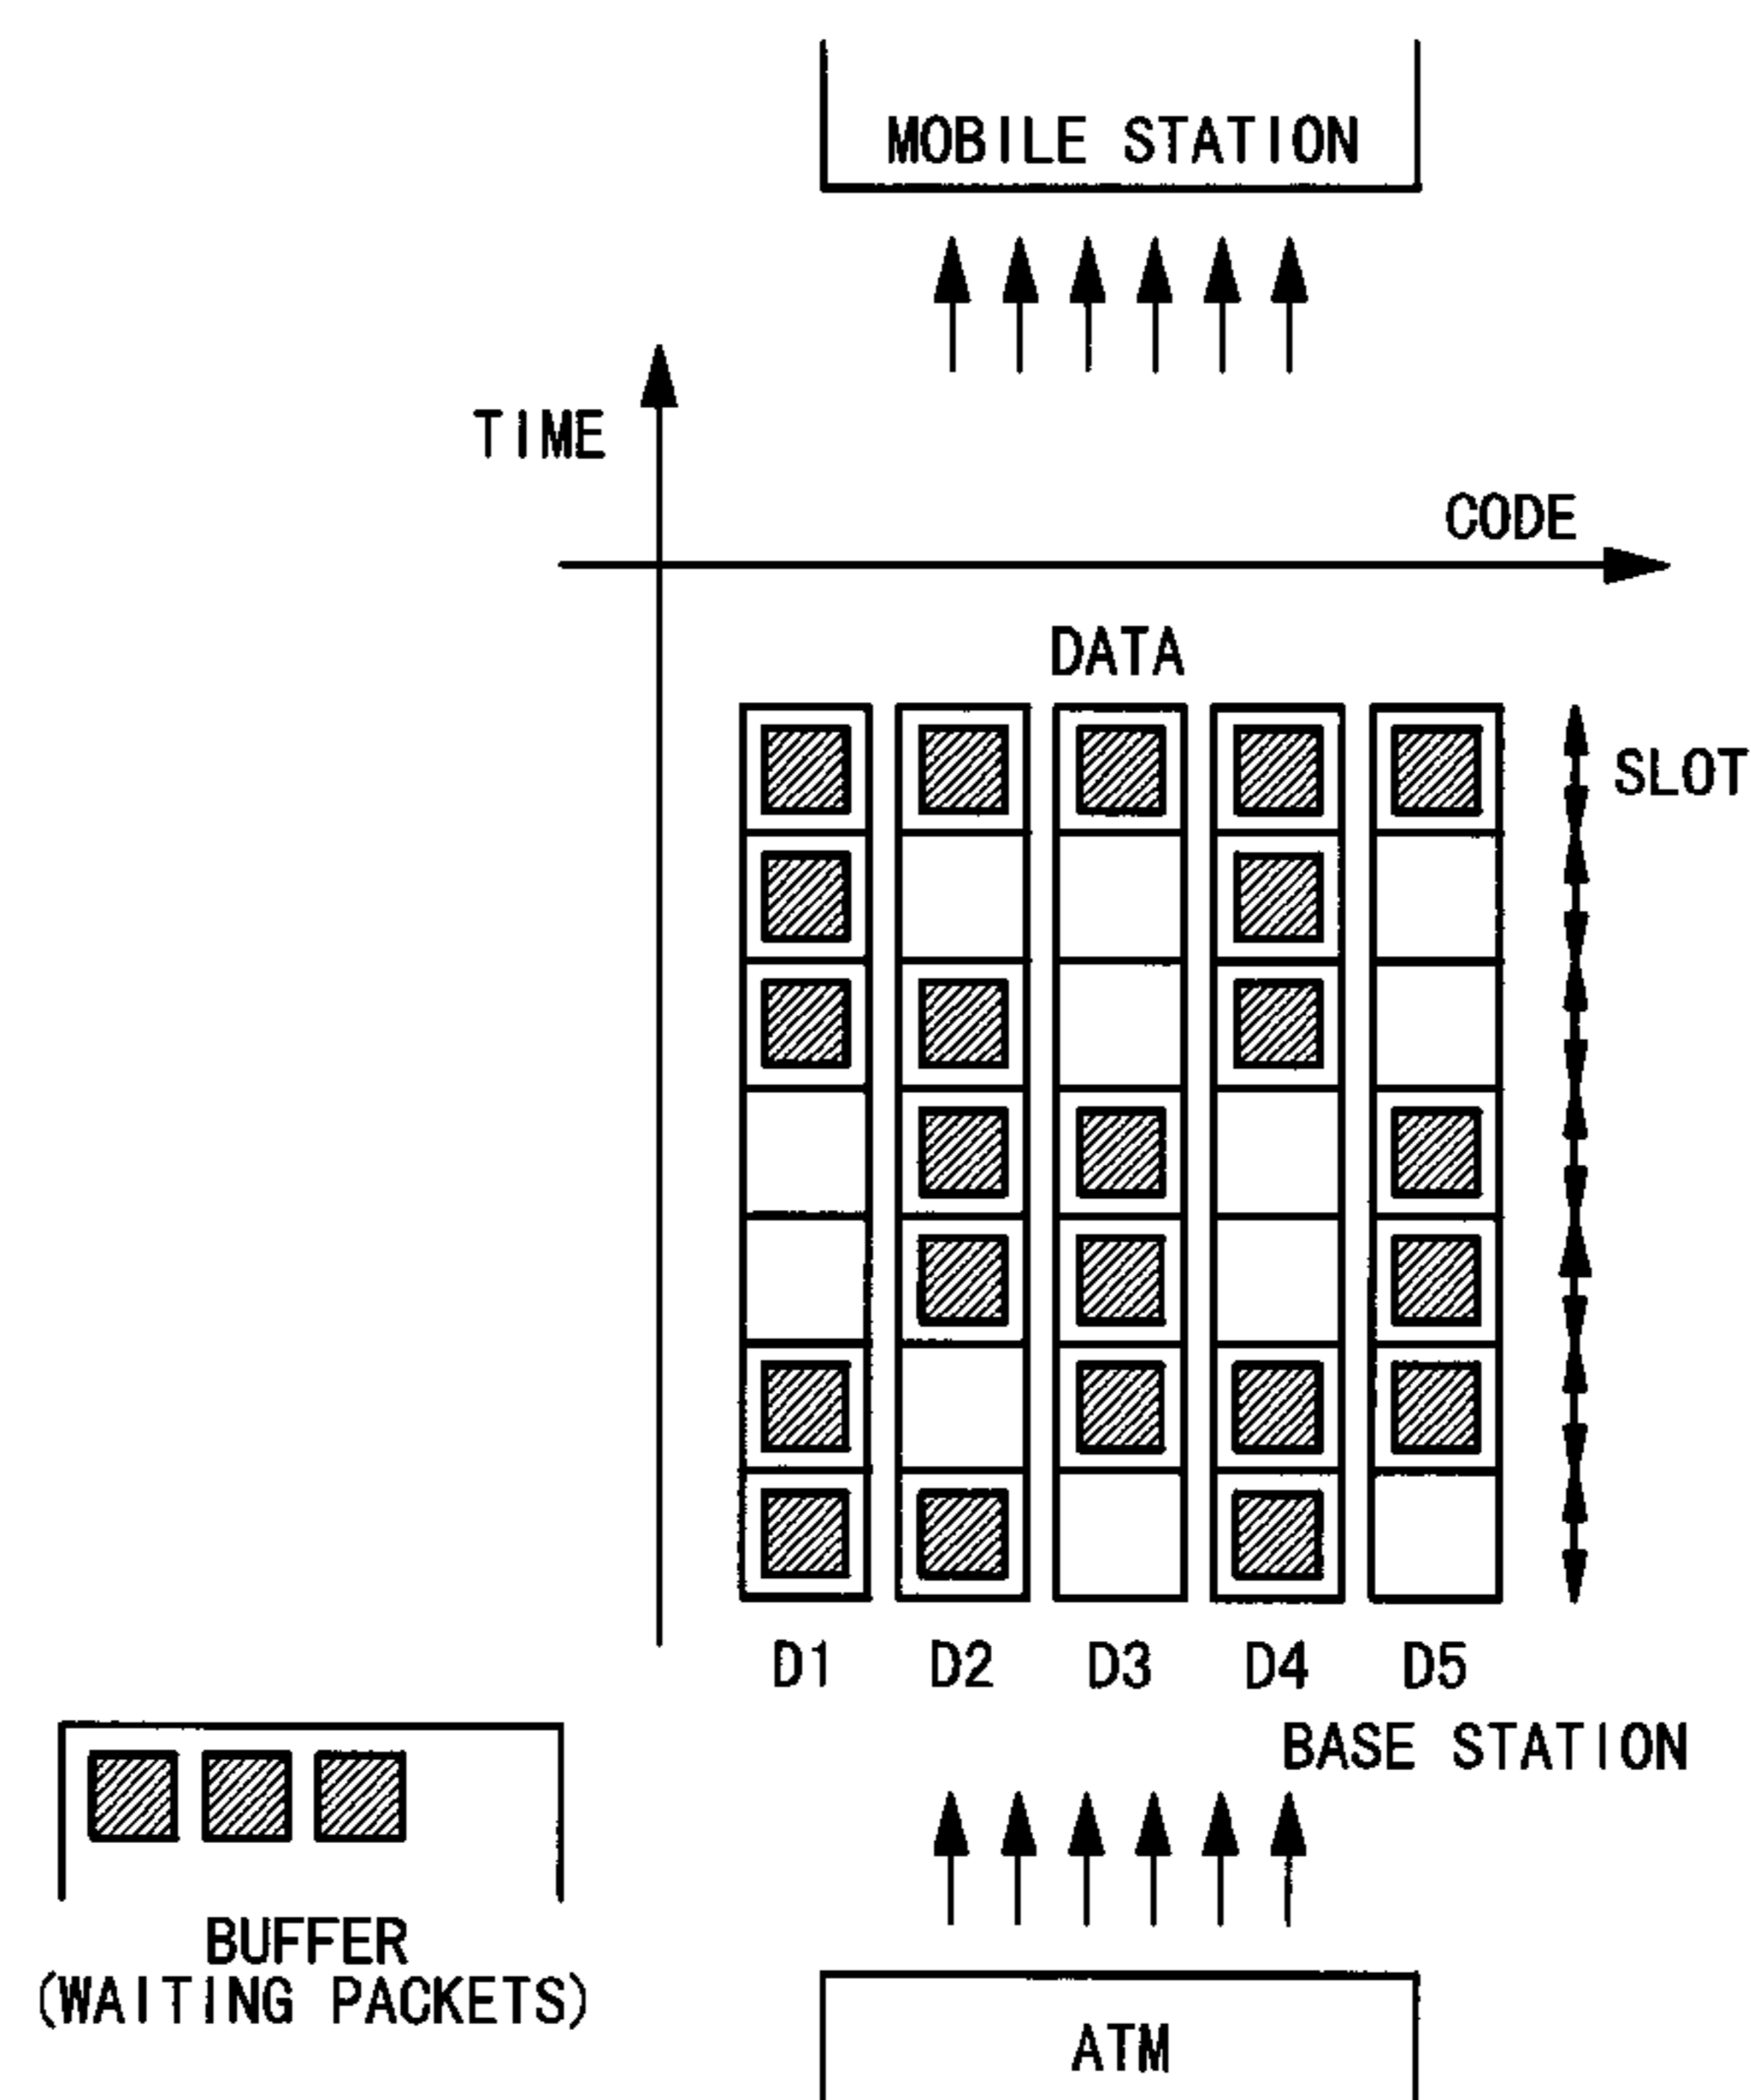 MOBILE STATION
TIME
CODE
DATA
SLOT
D1 D2 D3 D4 D5
BASE STATION
BUFFER
(WAITING PACKETS)
ATM